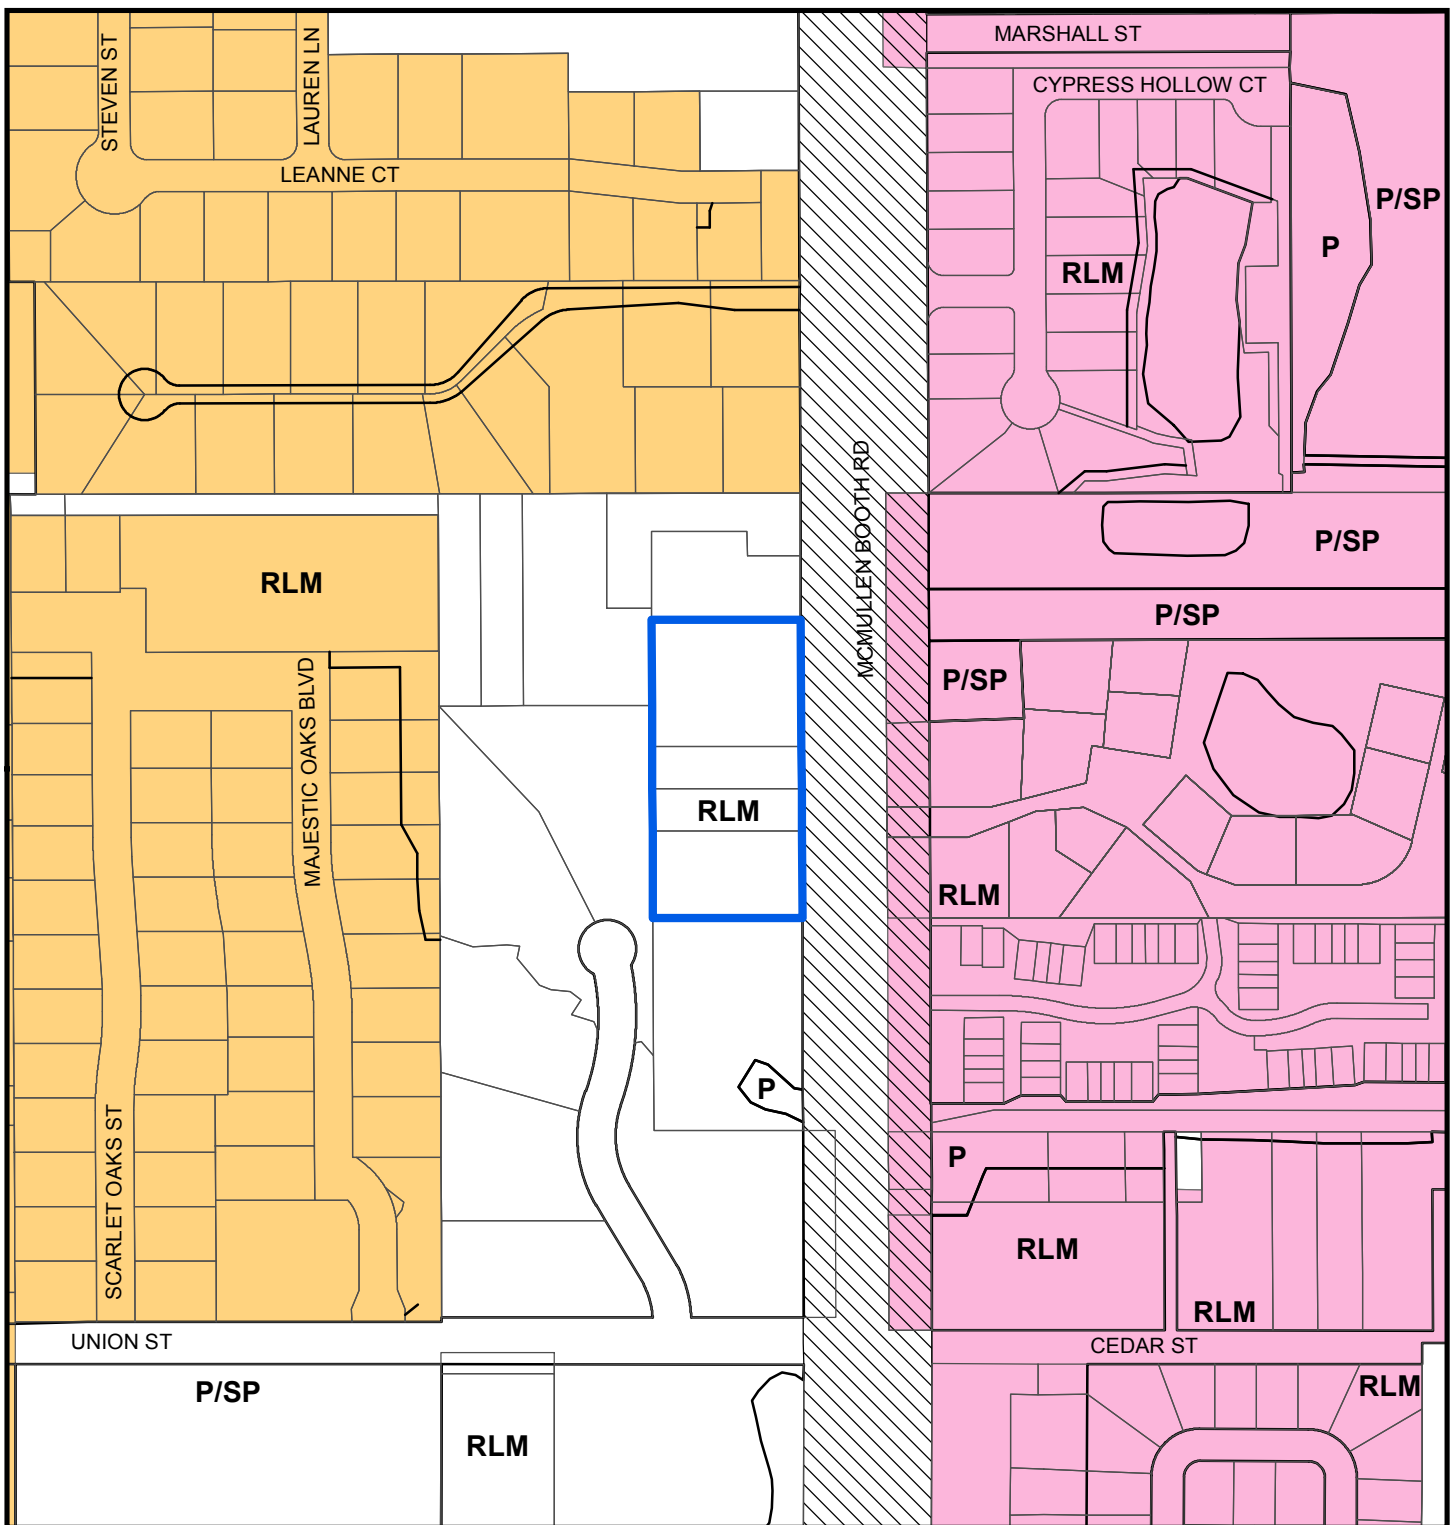 MARSHALL ST
STEVEN ST
LAUREN LN
CYPRESS HOLLOW CT
LEANNE CT
P/SP
P
RLM
MCMULLEN BOOTH RD
P/SP
RLM
P/SP
P/SP
MAJESTIC OAKS BLVD
RLM
RLM
P
SCARLET OAKS ST
P
RLM
RLM
UNION ST
CEDAR ST
P/SP
RLM
RLM